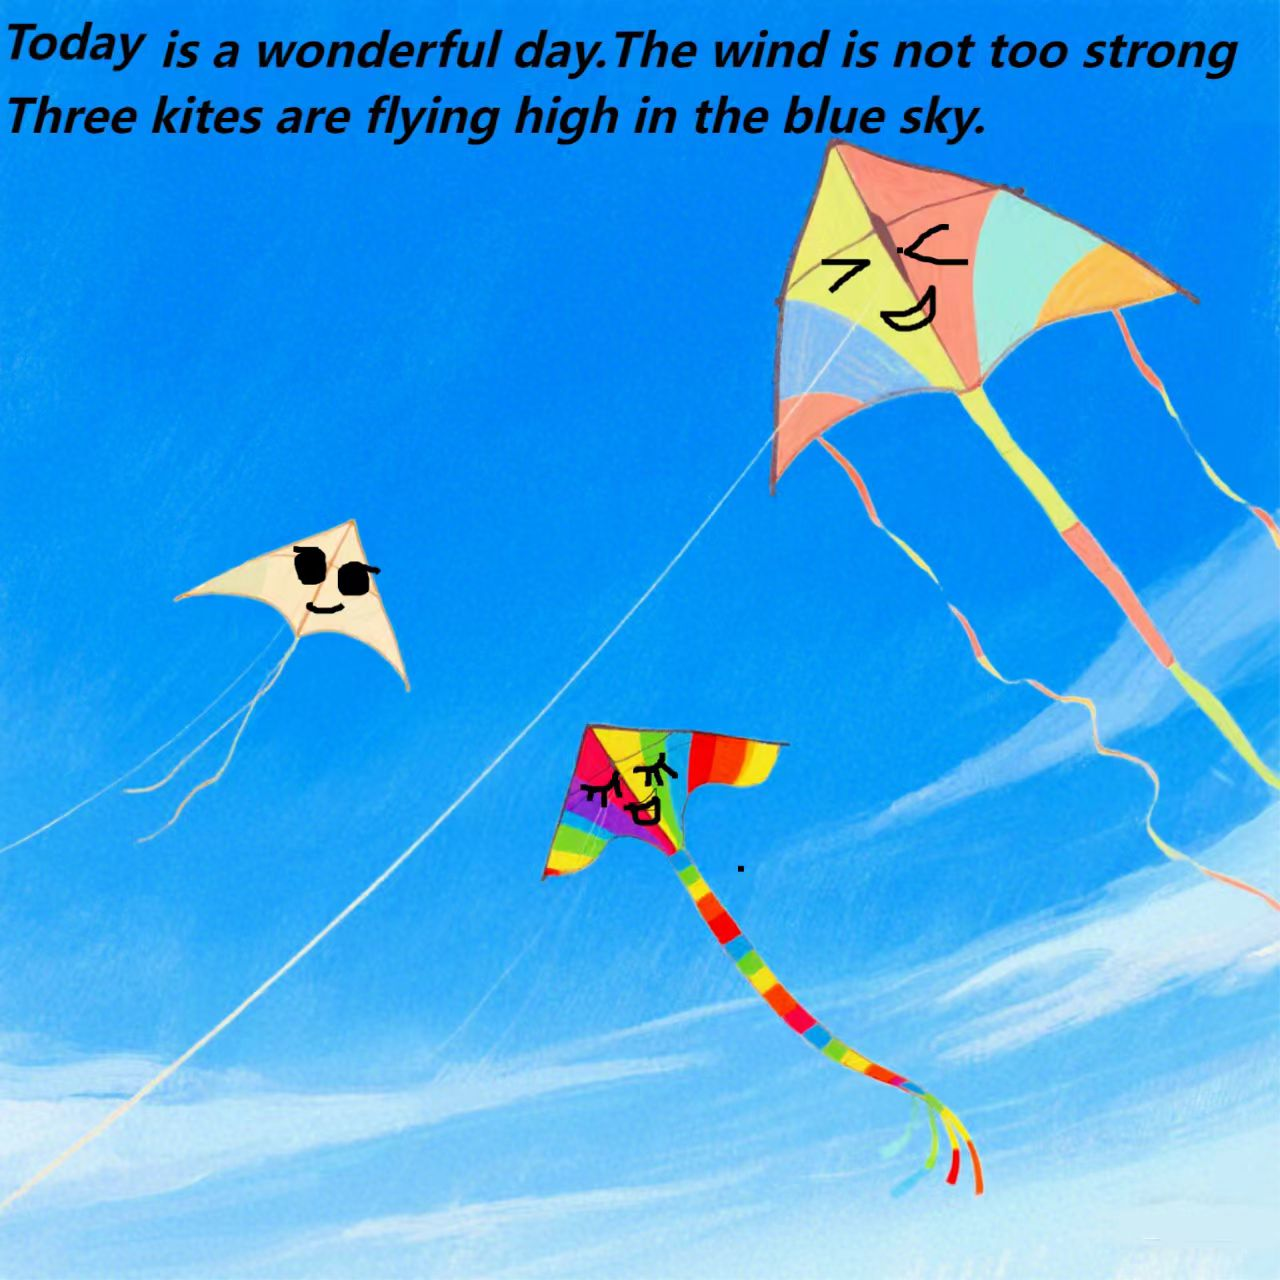 Today is a wonderful day.The wind is not too strong
Three kites are flying high in the blue sky.